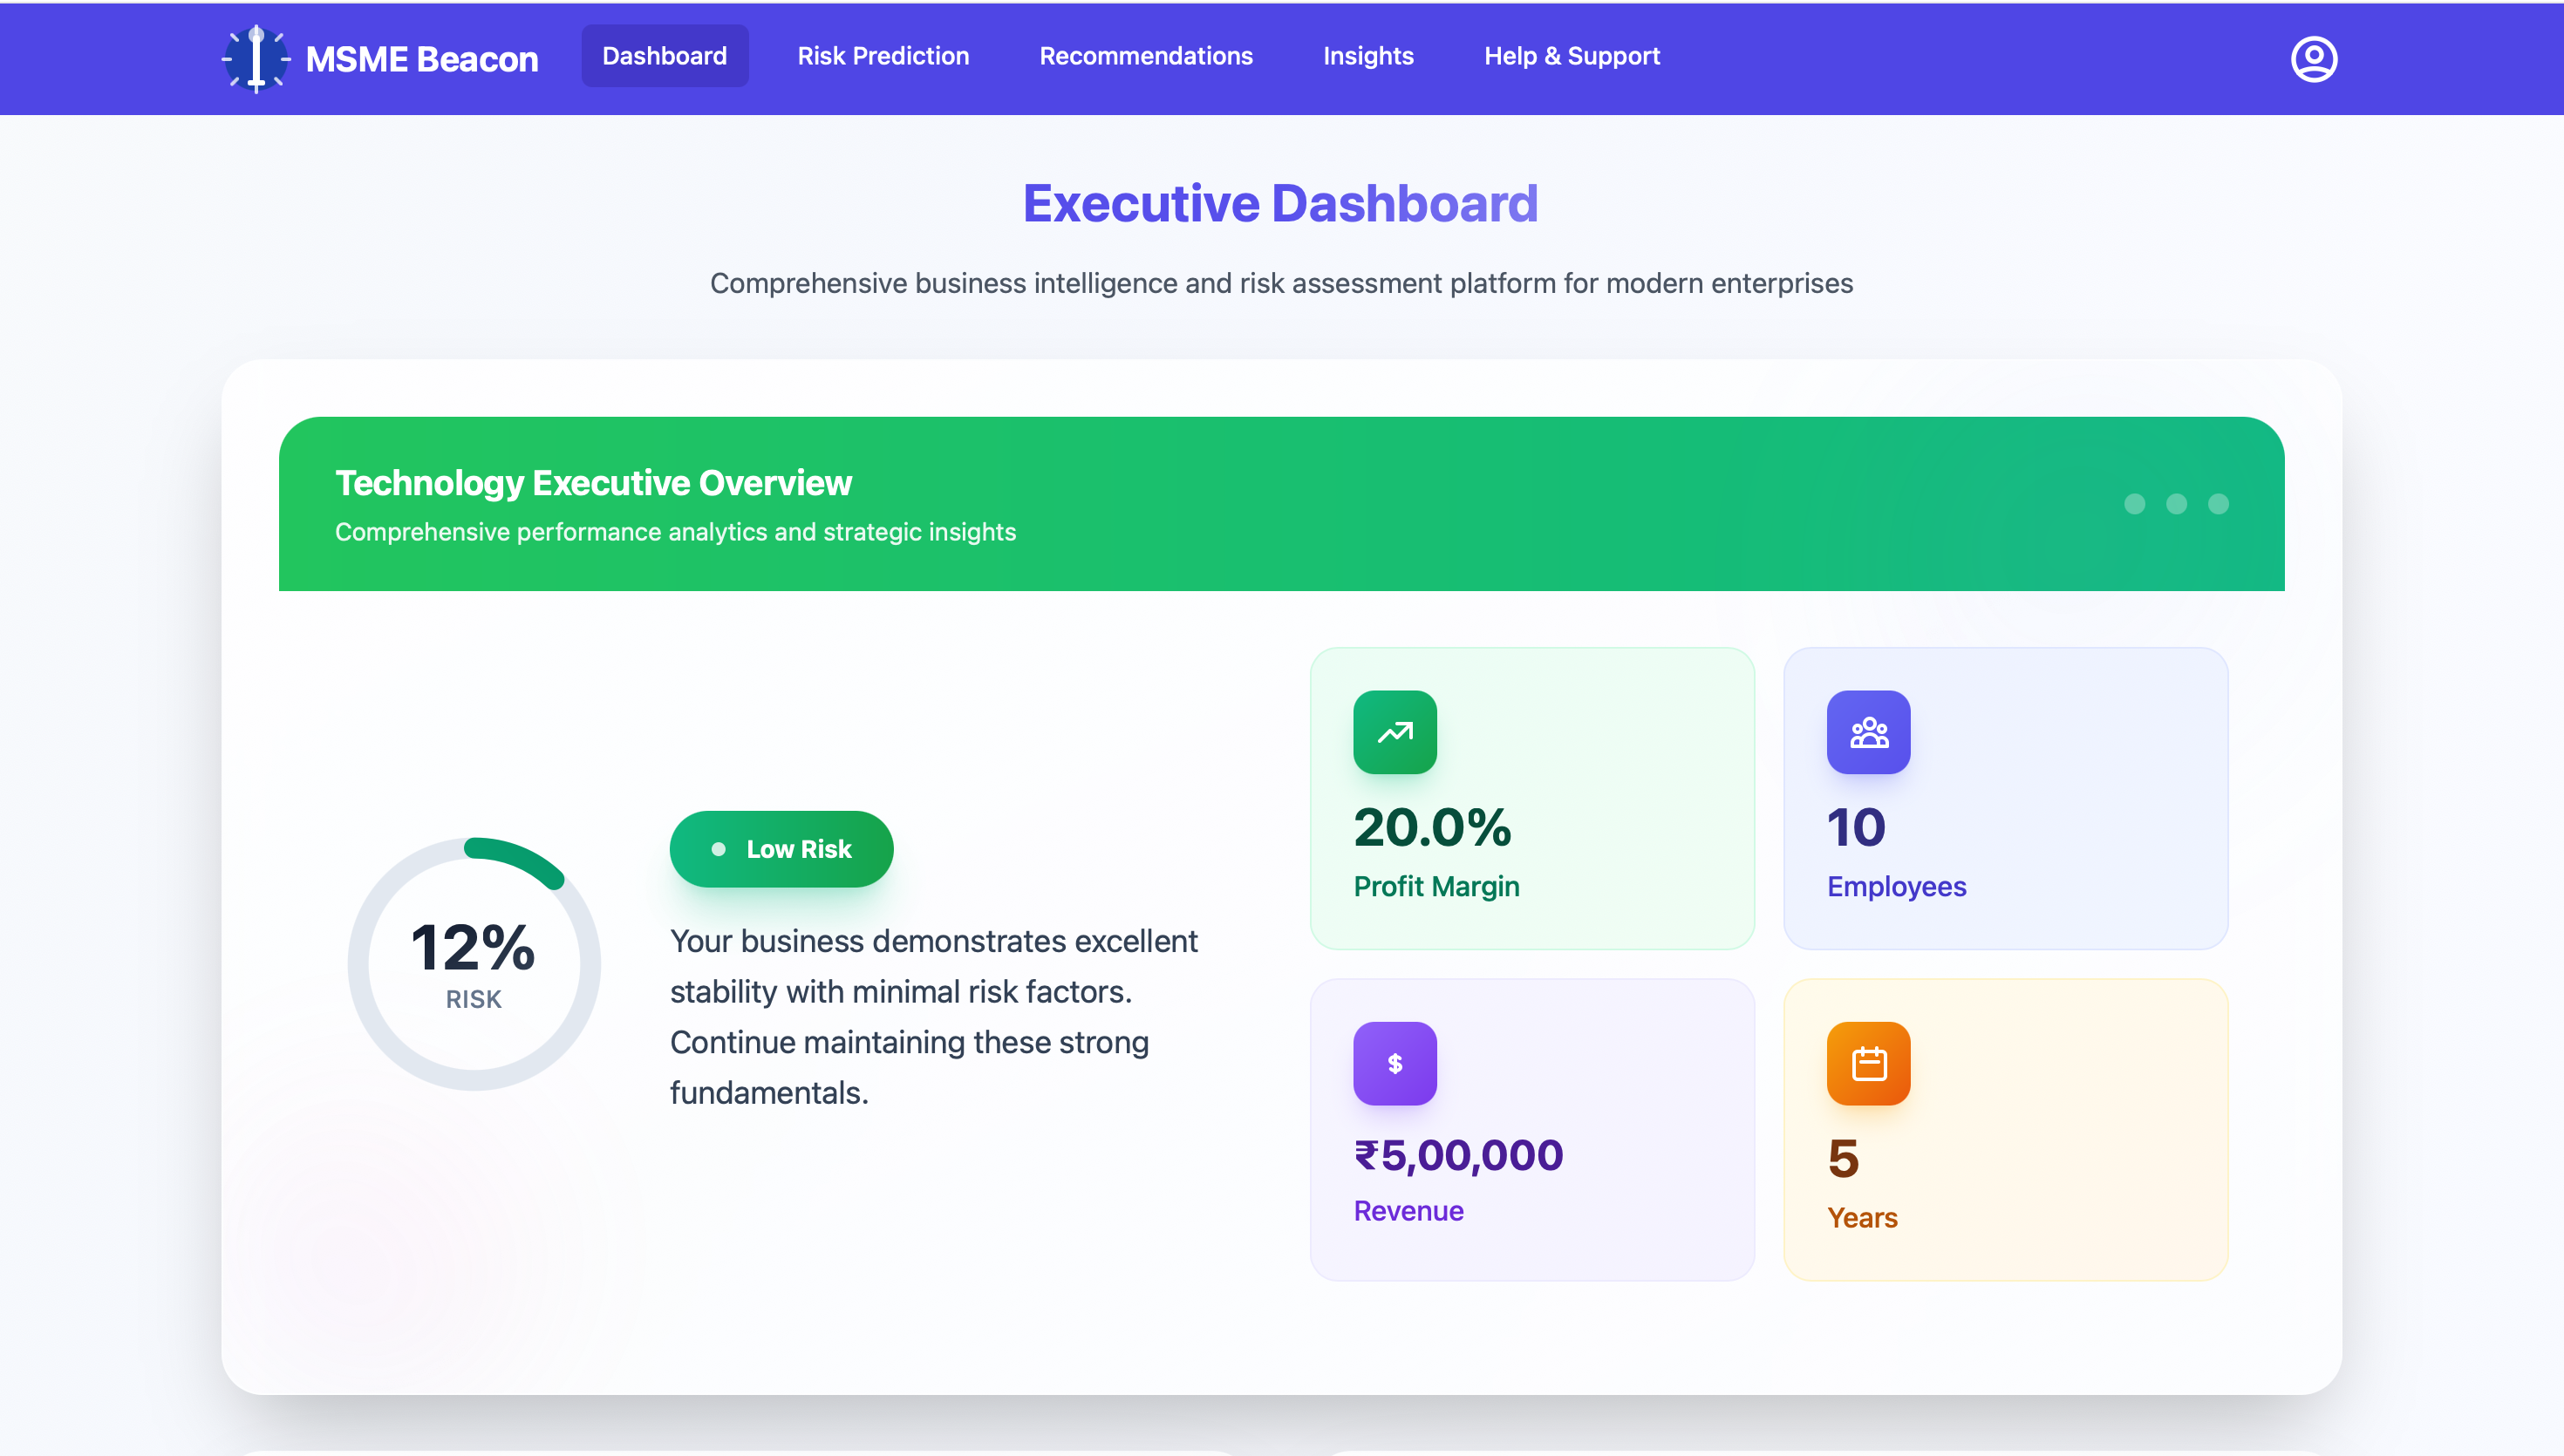 MSME Beacon
Dashboard
Risk Prediction
Recommendations
Insights
Help & Support
Executive Dashboard
Comprehensive business intelligence and risk assessment platform for modern enterprises
Technology Executive Overview
Comprehensive performance analytics and strategic insights
12%
RISK
Low Risk
Your business demonstrates excellent
stability with minimal risk factors.
Continue maintaining these strong
fundamentals.
20.0%
Profit Margin
10
Employees
$
₹5,00,000
Revenue
5
Years